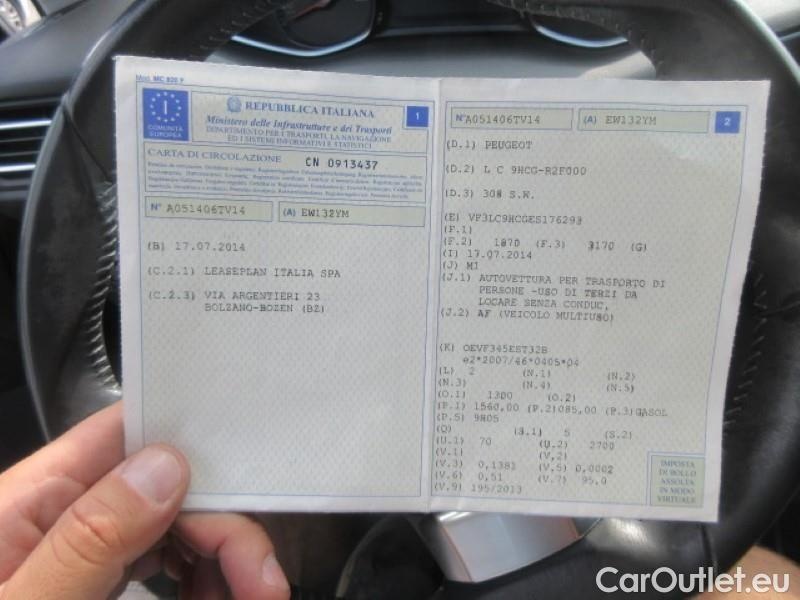 Mod. MC 820 F
I
COMUNITÀ
EUROPEA
REPUBBLICA ITALIANA
1
Ministero delle Infrastrutture e dei Trasporti
DIPARTIMENTO PER I TRASPORTI, LA NAVIGAZIONE
ED I SISTEMI INFORMATIVI E STATISTICI
CARTA DI CIRCOLAZIONE CN 0913437
N° A051406TV14 (A) EW132YM
(B) 17.07.2014
(C.2.1) LEASEPLAN ITALIA SPA
(C.2.3) VIA ARGENTIERI 23
BOLZANO-BOZEN (BZ)
N° A051406TV14 (A) EW132YM 2
(D.1) PEUGEOT
(D.2) L C 9HCG-R2F000
(D.3) 308 S.W.
(E) VF3LC9HCGES176293
(F.1)
(F.2) 1870 (F.3) 3170 (G)
(I) 17.07.2014
(J) M1
(J.1) AUTOVETTURA PER TRASPORTO DI
PERSONE -USO DI TERZI DA
LOCARE SENZA CONDUC,
(J.2) AF (VEICOLO MULTIUSO)
(K) OEVF345EST32B
e2*2007/46*0405*04
(L) 2 (N.1) (N.2)
(N.3) (N.4) (N.5)
(O.1) 1300 (O.2)
(P.1) 1560,00 (P.2)085,00 (P.3)GASOL
(P.5) 9H05
(Q) (S.1) 5 (S.2)
(U.1) 70 (U.2) 2700
(V.1) (V.2)
(V.3) 0,1381 (V.5) 0,0002
(V.6) 0,51 (V.7) 95,0
(V.9) 195/2013
IMPOSTA
DI BOLLO
ASSOLTA
IN MODO
VIRTUALE
CarOutlet.eu